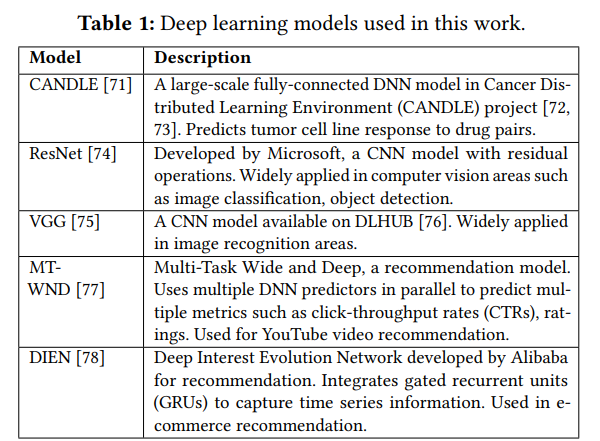 Table 1: Deep learning models used in this work.
Model Description
CANDLE [71] A large-scale fully-connected DNN model in Cancer Dis-
tributed Learning Environment (CANDLE) project [72,
73]. Predicts tumor cell line response to drug pairs.
ResNet [74] Developed by Microsoft, a CNN model with residual
operations. Widely applied in computer vision areas such
as image classification, object detection.
VGG [75] A CNN model available on DLHUB [76]. Widely applied
in image recognition areas.
MT- Multi-Task Wide and Deep, a recommendation model.
WND [77] Uses multiple DNN predictors in parallel to predict mul-
tiple metrics such as click-throughput rates (CTRs), rat-
ings. Used for YouTube video recommendation.
DIEN [78] Deep Interest Evolution Network developed by Alibaba
for recommendation. Integrates gated recurrent units
(GRUs) to capture time series information. Used in e-
commerce recommendation.